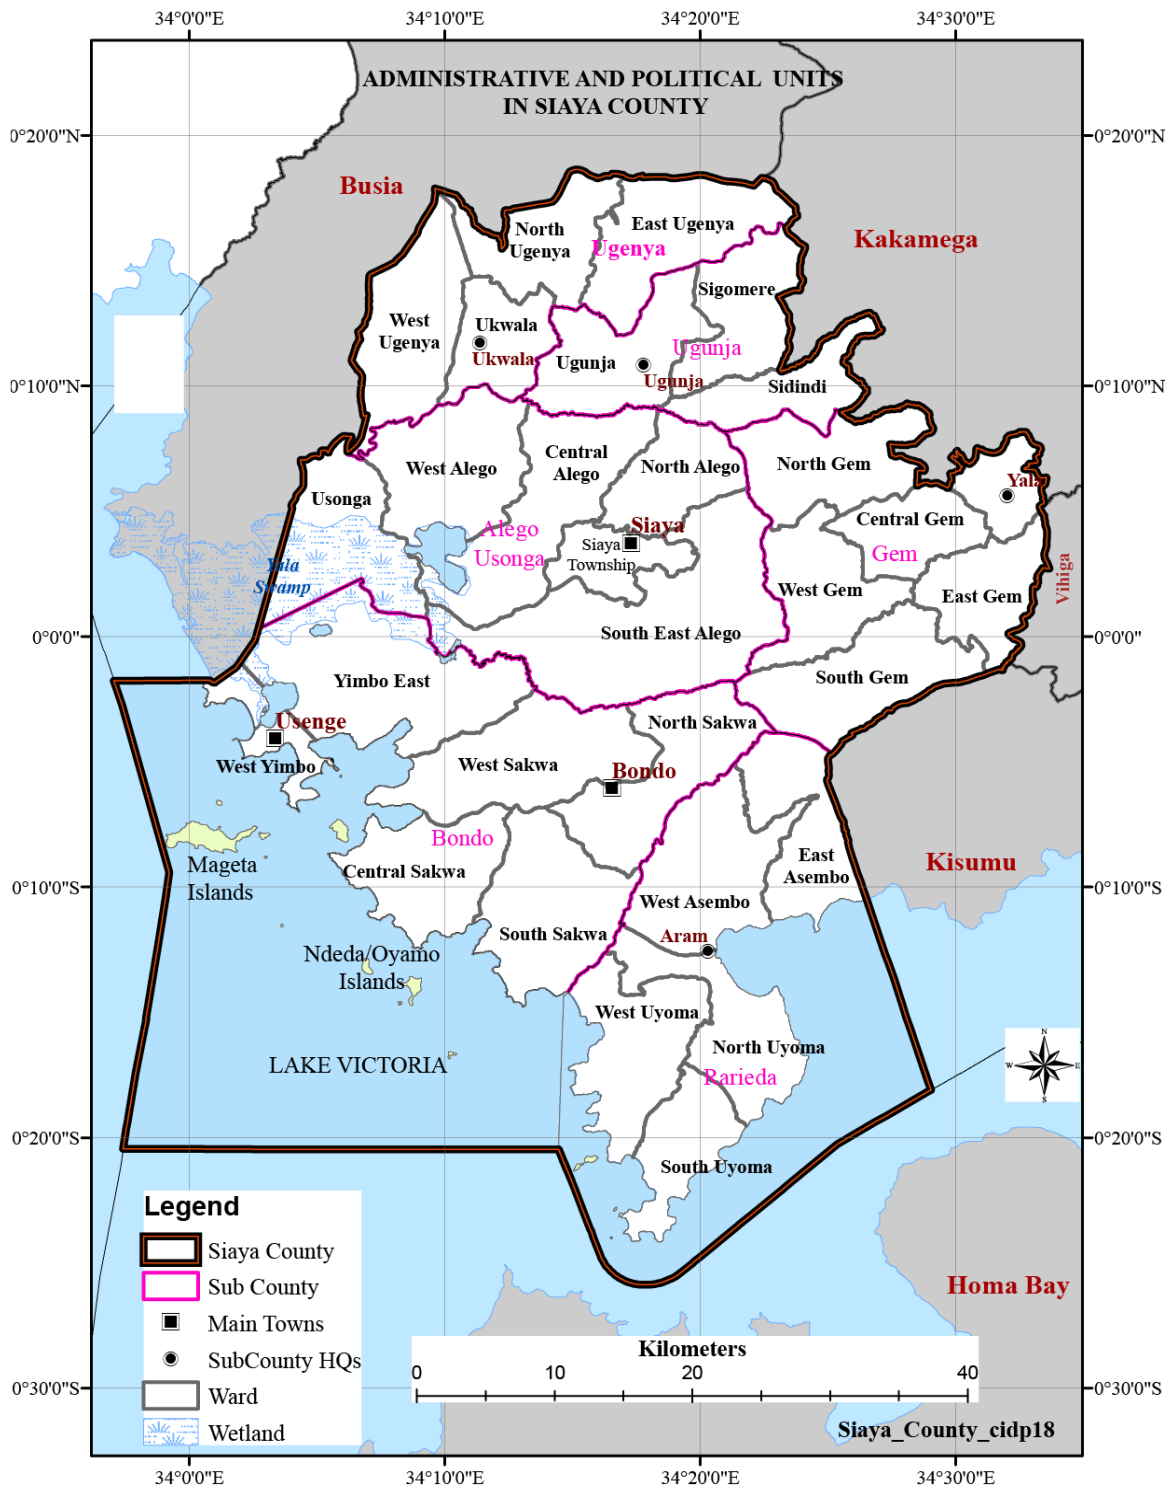 34°0'0"E
34°10'0"E
34°20'0"E
34°30'0"E
ADMINISTRATIVE AND POLITICAL UNITS
IN SIAYA COUNTY
0°20'0"N
0°20'0"N
Busia
Kakamega
North
Ugenya
East Ugenya
Ugenya
Sigomere
West
Ugenya
Ukwala
Ukwala
Ugunja
Ugunja
Ugunja
Sidindi
0°10'0"N
0°10'0"N
West Alego
Central
Alego
North Alego
North Gem
Usonga
Yala
Central Gem
Alego
Usonga
Siaya
Siaya
Township
Gem
Yala
Swamp
West Gem
East Gem
Vihiga
0°0'0"
0°0'0"
South East Alego
Yimbo East
South Gem
Usenge
North Sakwa
West Yimbo
West Sakwa
Bondo
Bondo
Mageta
Islands
Central Sakwa
East
Asembo
Kisumu
0°10'0"S
0°10'0"S
West Asembo
South Sakwa
Aram
Ndeda/Oyamo
Islands
West Uyoma
North Uyoma
LAKE VICTORIA
Rarieda
N
W
E
S
0°20'0"S
0°20'0"S
South Uyoma
Legend
Siaya County
Sub County
Main Towns
SubCounty HQs
Ward
Wetland
Homa Bay
Kilometers
0
10
20
40
0°30'0"S
0°30'0"S
Siaya_County_cidp18
34°0'0"E
34°10'0"E
34°20'0"E
34°30'0"E